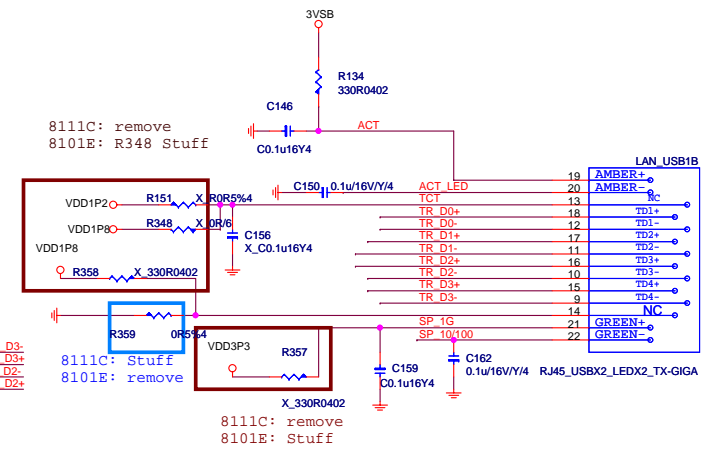 3VSB
R134
330R0402
C146
ACT
C0.1u16Y4
8111C: remove
8101E: R348 Stuff
LAN_USB1B
19 AMBER+
C150 0.1u/16V/Y/4 ACT_LED 20 AMBER-
VDD1P2 R151 X_R0R5%4 TCT 13 NC
TR_D0+ 18 TD1+
VDD1P8 R348 X_0R/6 TR_D0- 12 TD1-
C156
X_C0.1u16Y4
TR_D1+ 17 TD2+
VDD1P8 TR_D1- 11 TD2-
TR_D2+ 16 TD3+
R358 X_330R0402 TR_D2- 10 TD3-
TR_D3+ 15 TD4+
TR_D3- 9 TD4-
14 NC
SP_1G 21 GREEN+
R359 0R5%4 SP_10/100 22 GREEN-
D3-
D3+
D2-
D2+
VDD3P3 R357
8111C: Stuff
8101E: remove
C159
C0.1u16Y4
C162
0.1u/16V/Y/4
RJ45_USBX2_LEDX2_TX-GIGA
X_330R0402
8111C: remove
8101E: Stuff